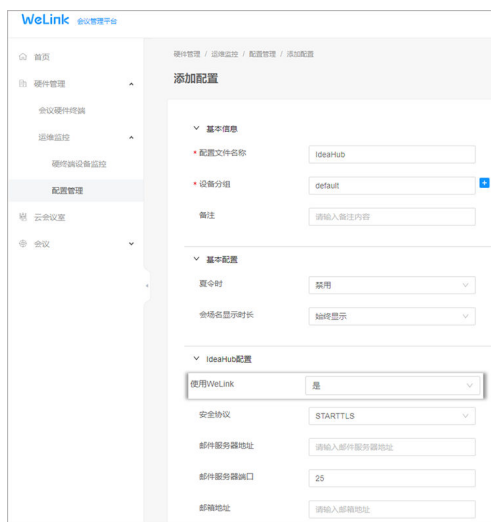 WeLink 会议管理平台
首页
硬件管理
会议硬件终端
运维监控
硬终端设备监控
配置管理
云会议室
会议
硬件管理 / 运维监控 / 配置管理 / 添加配置
添加配置
基本信息
* 配置文件名称 IdeaHub
* 设备分组 default
备注 请输入备注内容
基本配置
夏令时 禁用
会场名显示时长 始终显示
IdeaHub配置
使用WeLink 是
安全协议 STARTTLS
邮件服务器地址 请输入邮件服务器地址
邮件服务器端口 25
邮箱地址 请输入邮箱地址